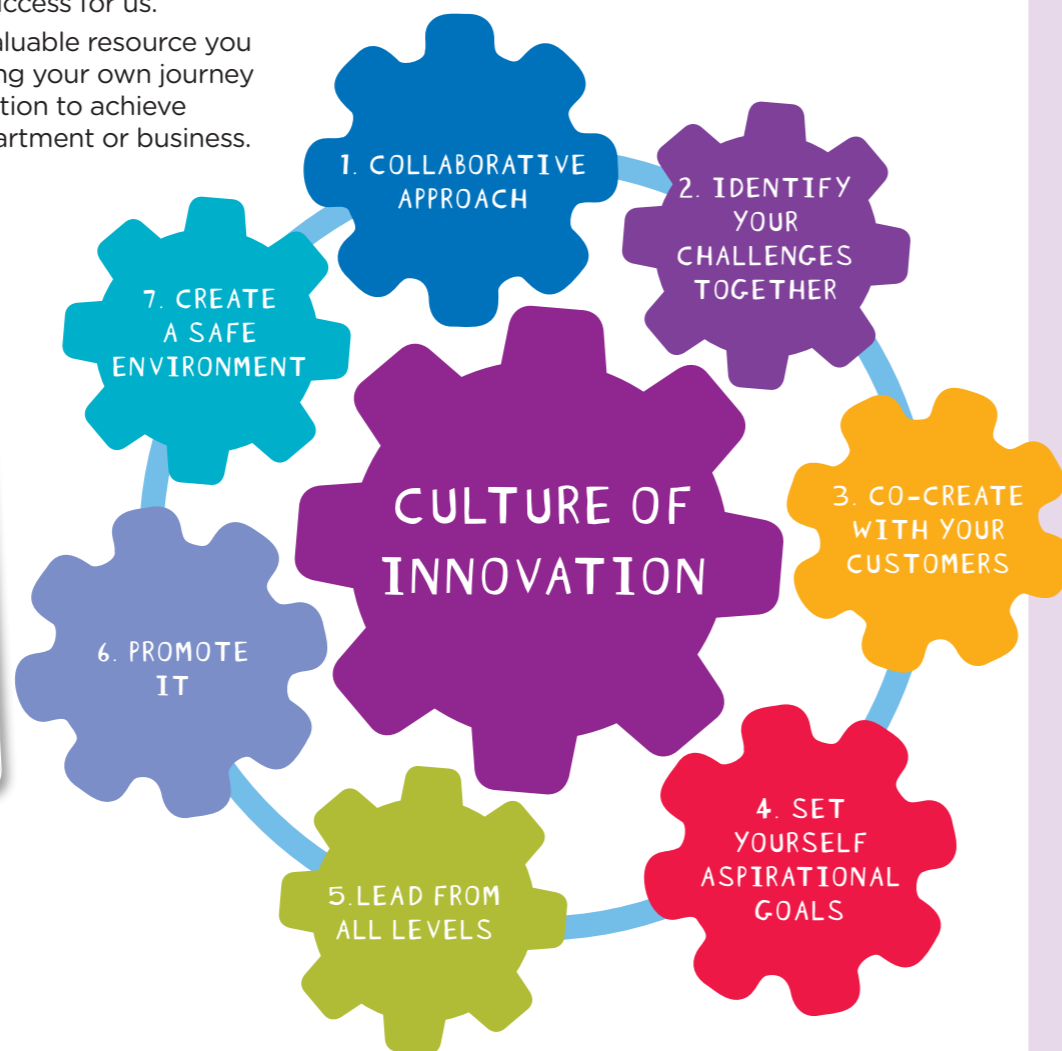 success for us.
valuable resource you
ng your own journey
tion to achieve
artment or business.
1. COLLABORATIVE
APPROACH
2. IDENTIFY
YOUR
CHALLENGES
TOGETHER
3. CO-CREATE
WITH YOUR
CUSTOMERS
4. SET
YOURSELF
ASPIRATIONAL
GOALS
5.LEAD FROM
ALL LEVELS
6. PROMOTE
IT
7. CREATE
A SAFE
ENVIRONMENT
CULTURE OF
INNOVATION